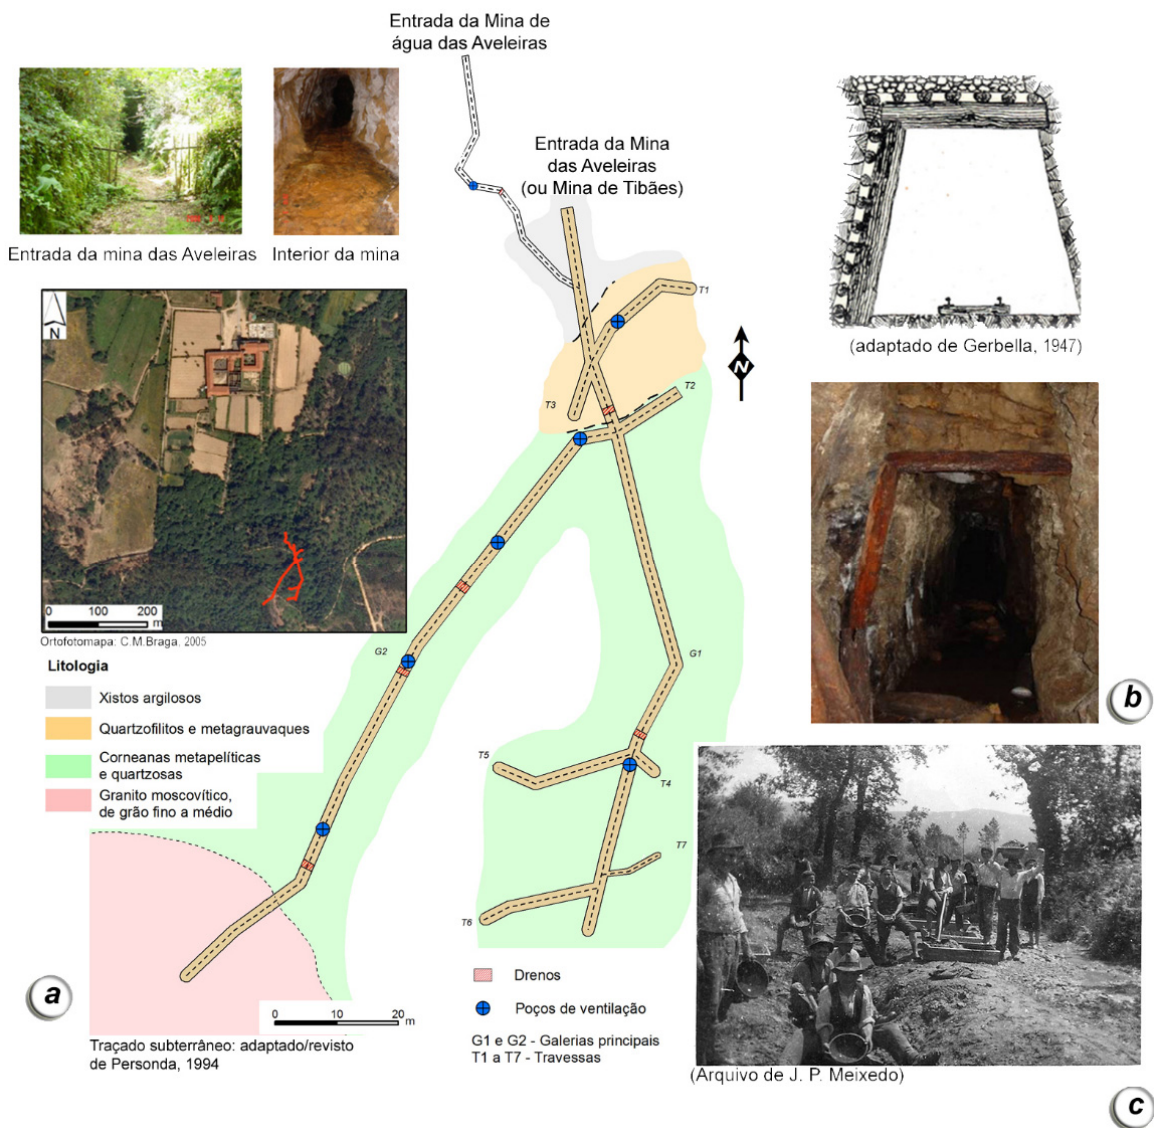 Entrada da Mina de
água das Aveleiras
Entrada da Mina
das Aveleiras
(ou Mina de Tibães)
Entrada da mina das Aveleiras
Interior da mina
(adaptado de Gerbella, 1947)
N
0 100 200
m
Ortofotomapa: C.M.Braga, 2005
Litologia
Xistos argilosos
Quartzofilitos e metagrauvaques
Corneanas metapelíticas
e quartzosas
Granito moscovítico,
de grão fino a médio
T1
N
T2
T3
G2
G1
T5
T4
T7
T6
b
a
0 10 20
m
Traçado subterrâneo: adaptado/revisto
de Personda, 1994
Drenos
Poços de ventilação
G1 e G2 - Galerias principais
T1 a T7 - Travessas
(Arquivo de J. P. Meixedo)
c